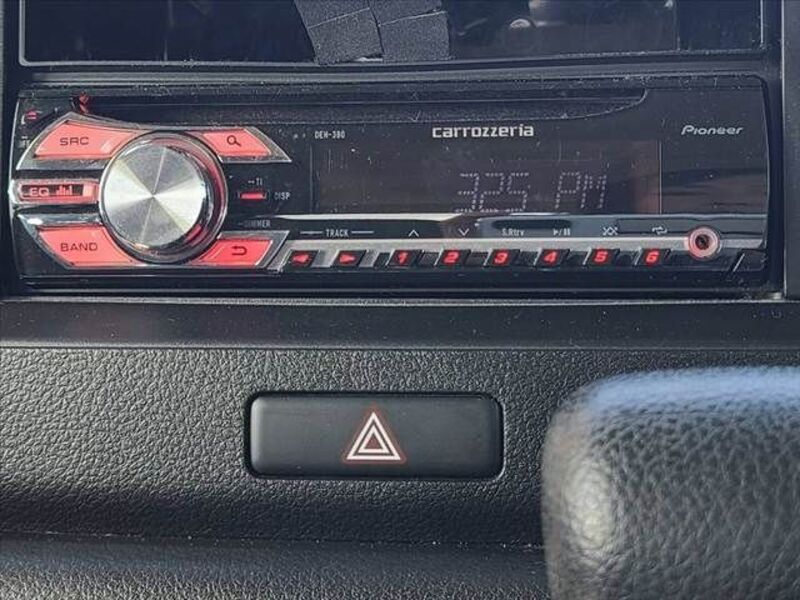 DEH-380 carrozzeria Pioneer
SRC
EQ
TI
DISP
3:25 PM
DIMMER
BAND
TRACK
S.Rtrv
1 2 3 4 5 6